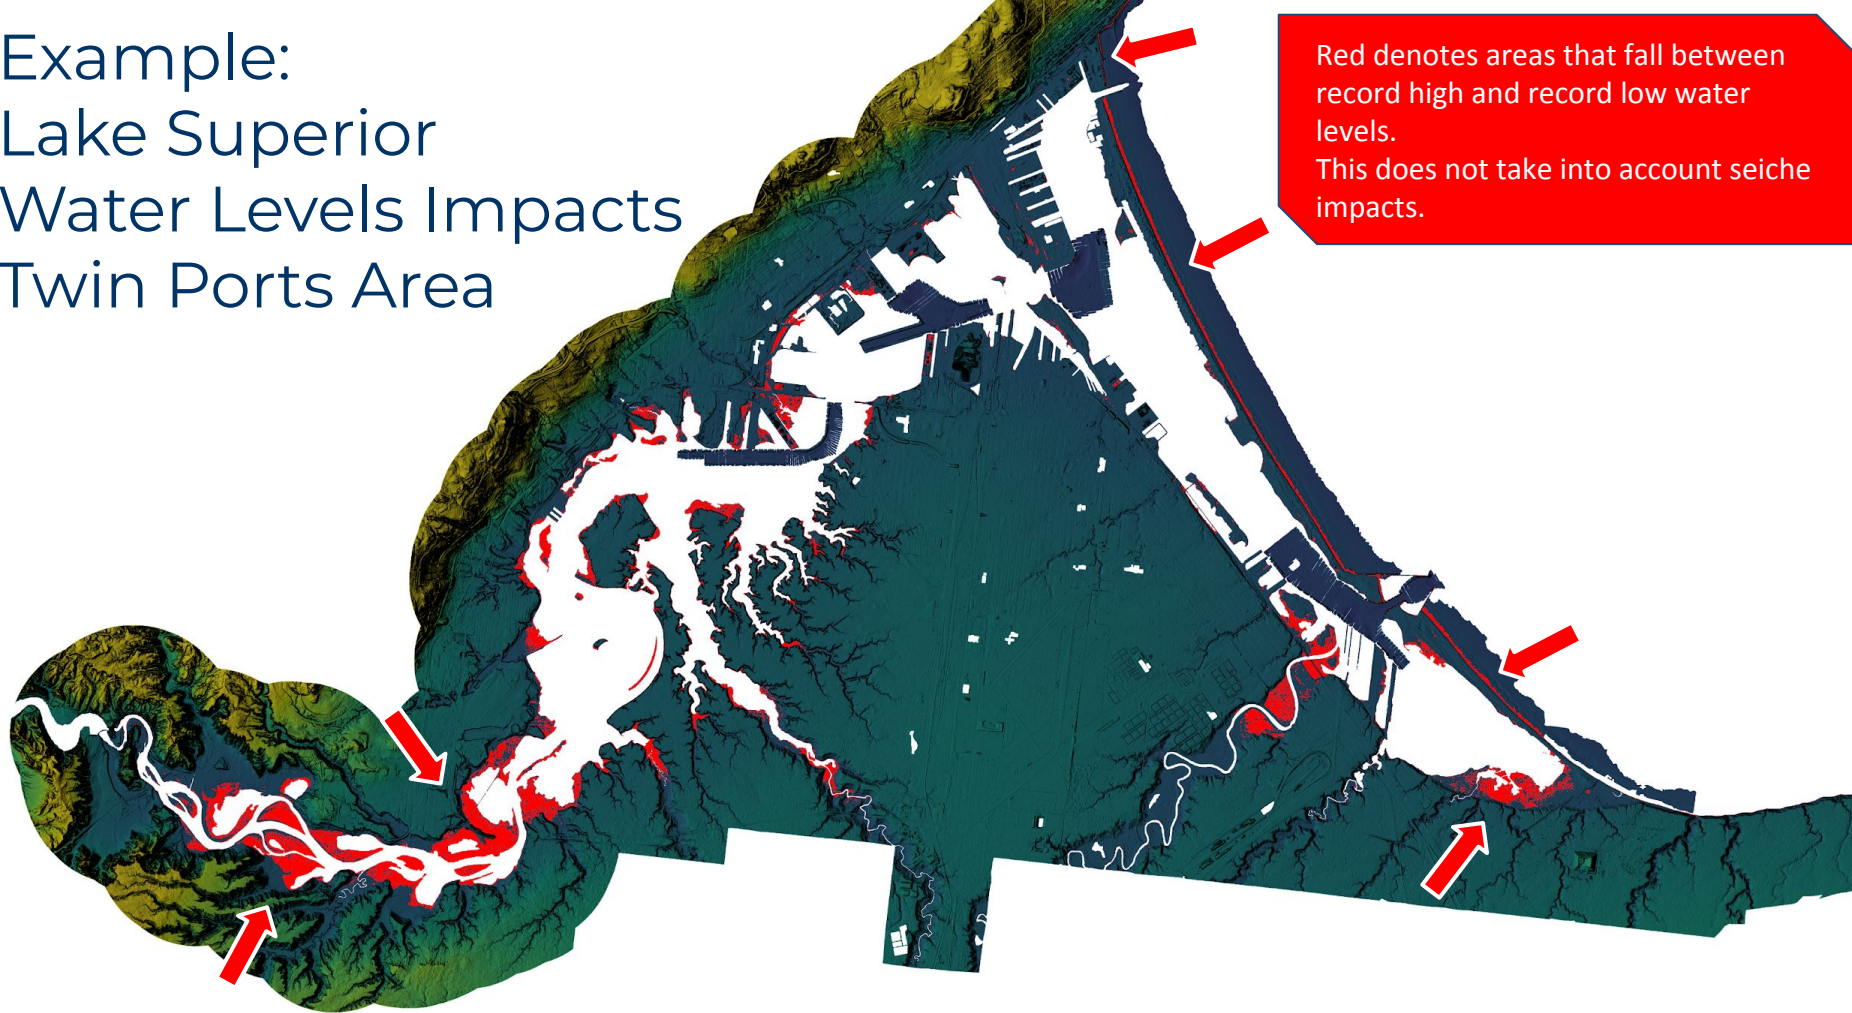 Example:
Lake Superior
Water Levels Impacts
Twin Ports Area
Red denotes areas that fall between
record high and record low water
levels.
This does not take into account seiche
impacts.